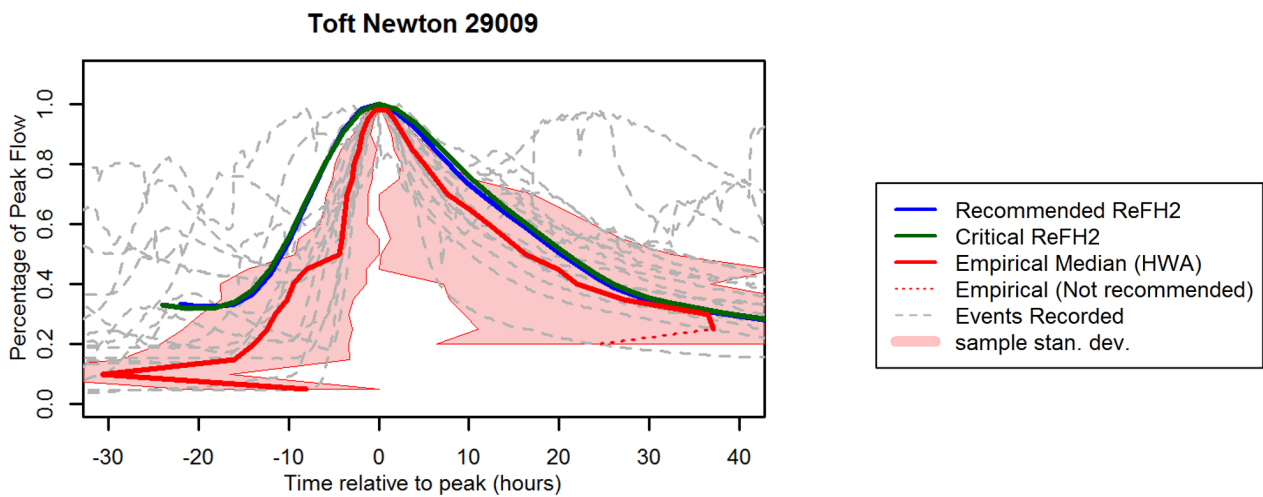 Toft Newton 29009
Percentage of Peak Flow
1.0
0.8
0.6
0.4
0.2
0.0
-30 -20 -10 0 10 20 30 40
Time relative to peak (hours)
Recommended ReFH2
Critical ReFH2
Empirical Median (HWA)
Empirical (Not recommended)
Events Recorded
sample stan. dev.